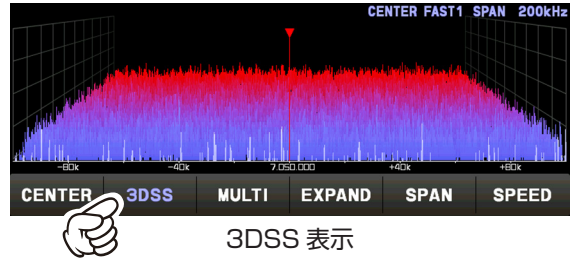 CENTER FAST1 SPAN 200kHz
-80k -40k 7.050.000 +40k +80k
CENTER 3DSS MULTI EXPAND SPAN SPEED
3DSS 表示